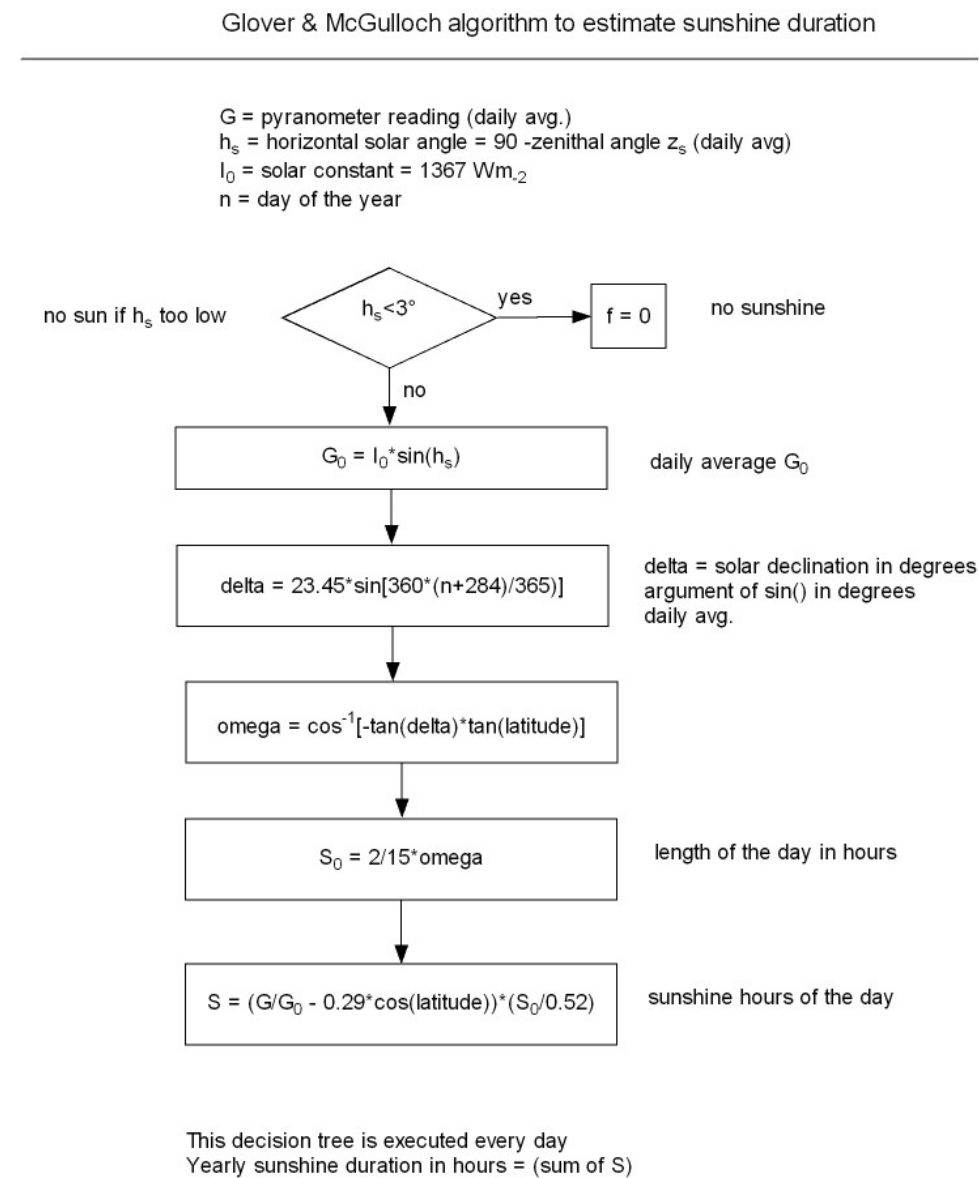 Glover & McGulloch algorithm to estimate sunshine duration
G = pyranometer reading (daily avg.)
hₛ = horizontal solar angle = 90 -zenithal angle zₛ (daily avg)
I₀ = solar constant = 1367 Wm.₂
n = day of the year
no sun if hₛ too low
hₛ<3°
yes
f = 0
no sunshine
no
G₀ = I₀*sin(hₛ)
daily average G₀
delta = 23.45*sin[360*(n+284)/365)]
delta = solar declination in degrees
argument of sin() in degrees
daily avg.
omega = cos⁻¹[-tan(delta)*tan(latitude)]
S₀ = 2/15*omega
length of the day in hours
S = (G/G₀ - 0.29*cos(latitude))*(S₀/0.52)
sunshine hours of the day
This decision tree is executed every day
Yearly sunshine duration in hours = (sum of S)